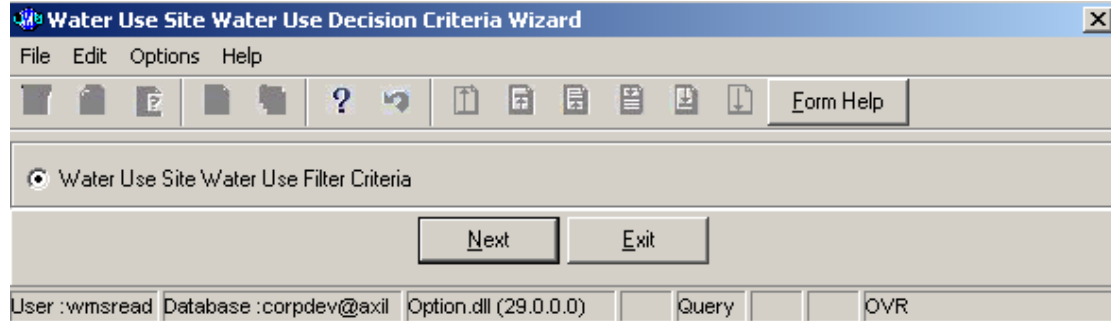 Water Use Site Water Use Decision Criteria Wizard
File Edit Options Help
? Form Help
Water Use Site Water Use Filter Criteria
Next Exit
User :wmsread Database :corpdev@axil Option.dll (29.0.0.0) Query OVR